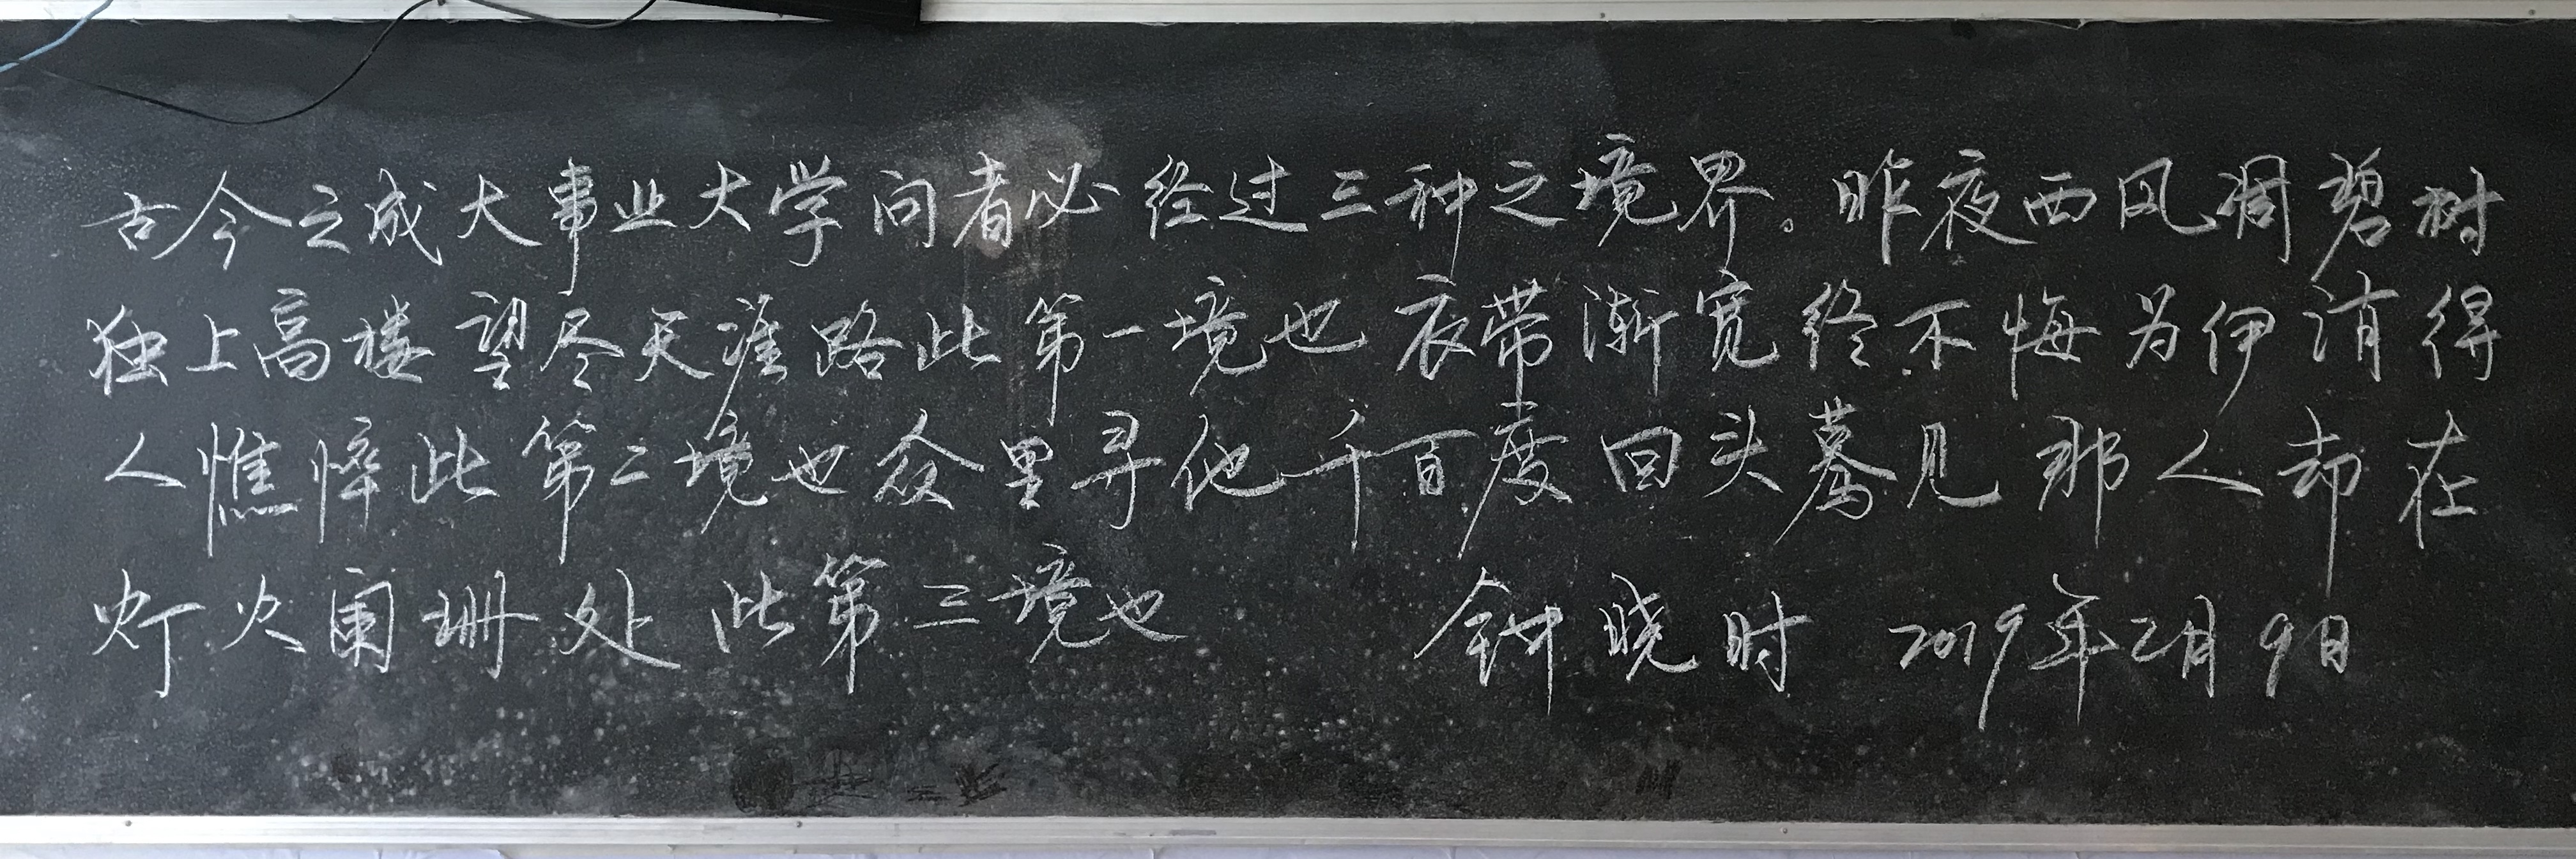 古今之成大事业大学问者必经过三种之境界。昨夜西风凋碧树
独上高楼望尽天涯路此第一境也衣带渐宽终不悔为伊消得
人憔悴此第二境也众里寻他千百度回头蓦见那人却在
灯火阑珊处此第三境也 钟晓时 2019年2月9日